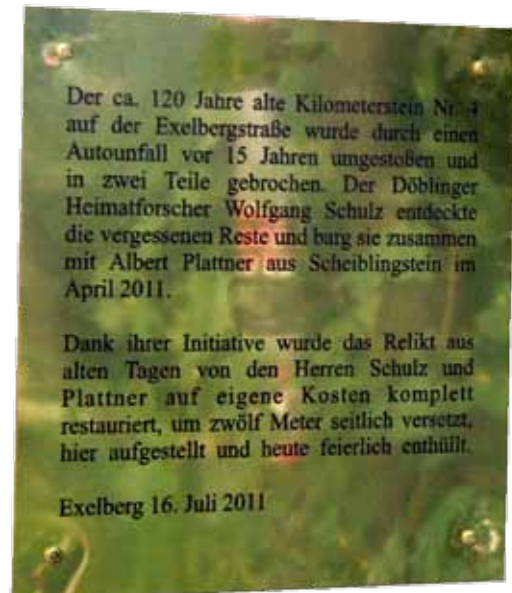 Der ca. 120 Jahre alte Kilometerstein Nr. 4
auf der Exelbergstraße wurde durch einen
Autounfall vor 15 Jahren umgestoßen und
in zwei Teile gebrochen. Der Döblinger
Heimatforscher Wolfgang Schulz entdeckte
die vergessenen Reste und barg sie zusammen
mit Albert Plattner aus Scheiblingstein im
April 2011.
Dank ihrer Initiative wurde das Relikt aus
alten Tagen von den Herren Schulz und
Plattner auf eigene Kosten komplett
restauriert, um zwölf Meter seitlich versetzt,
hier aufgestellt und heute feierlich enthüllt.
Exelberg 16. Juli 2011